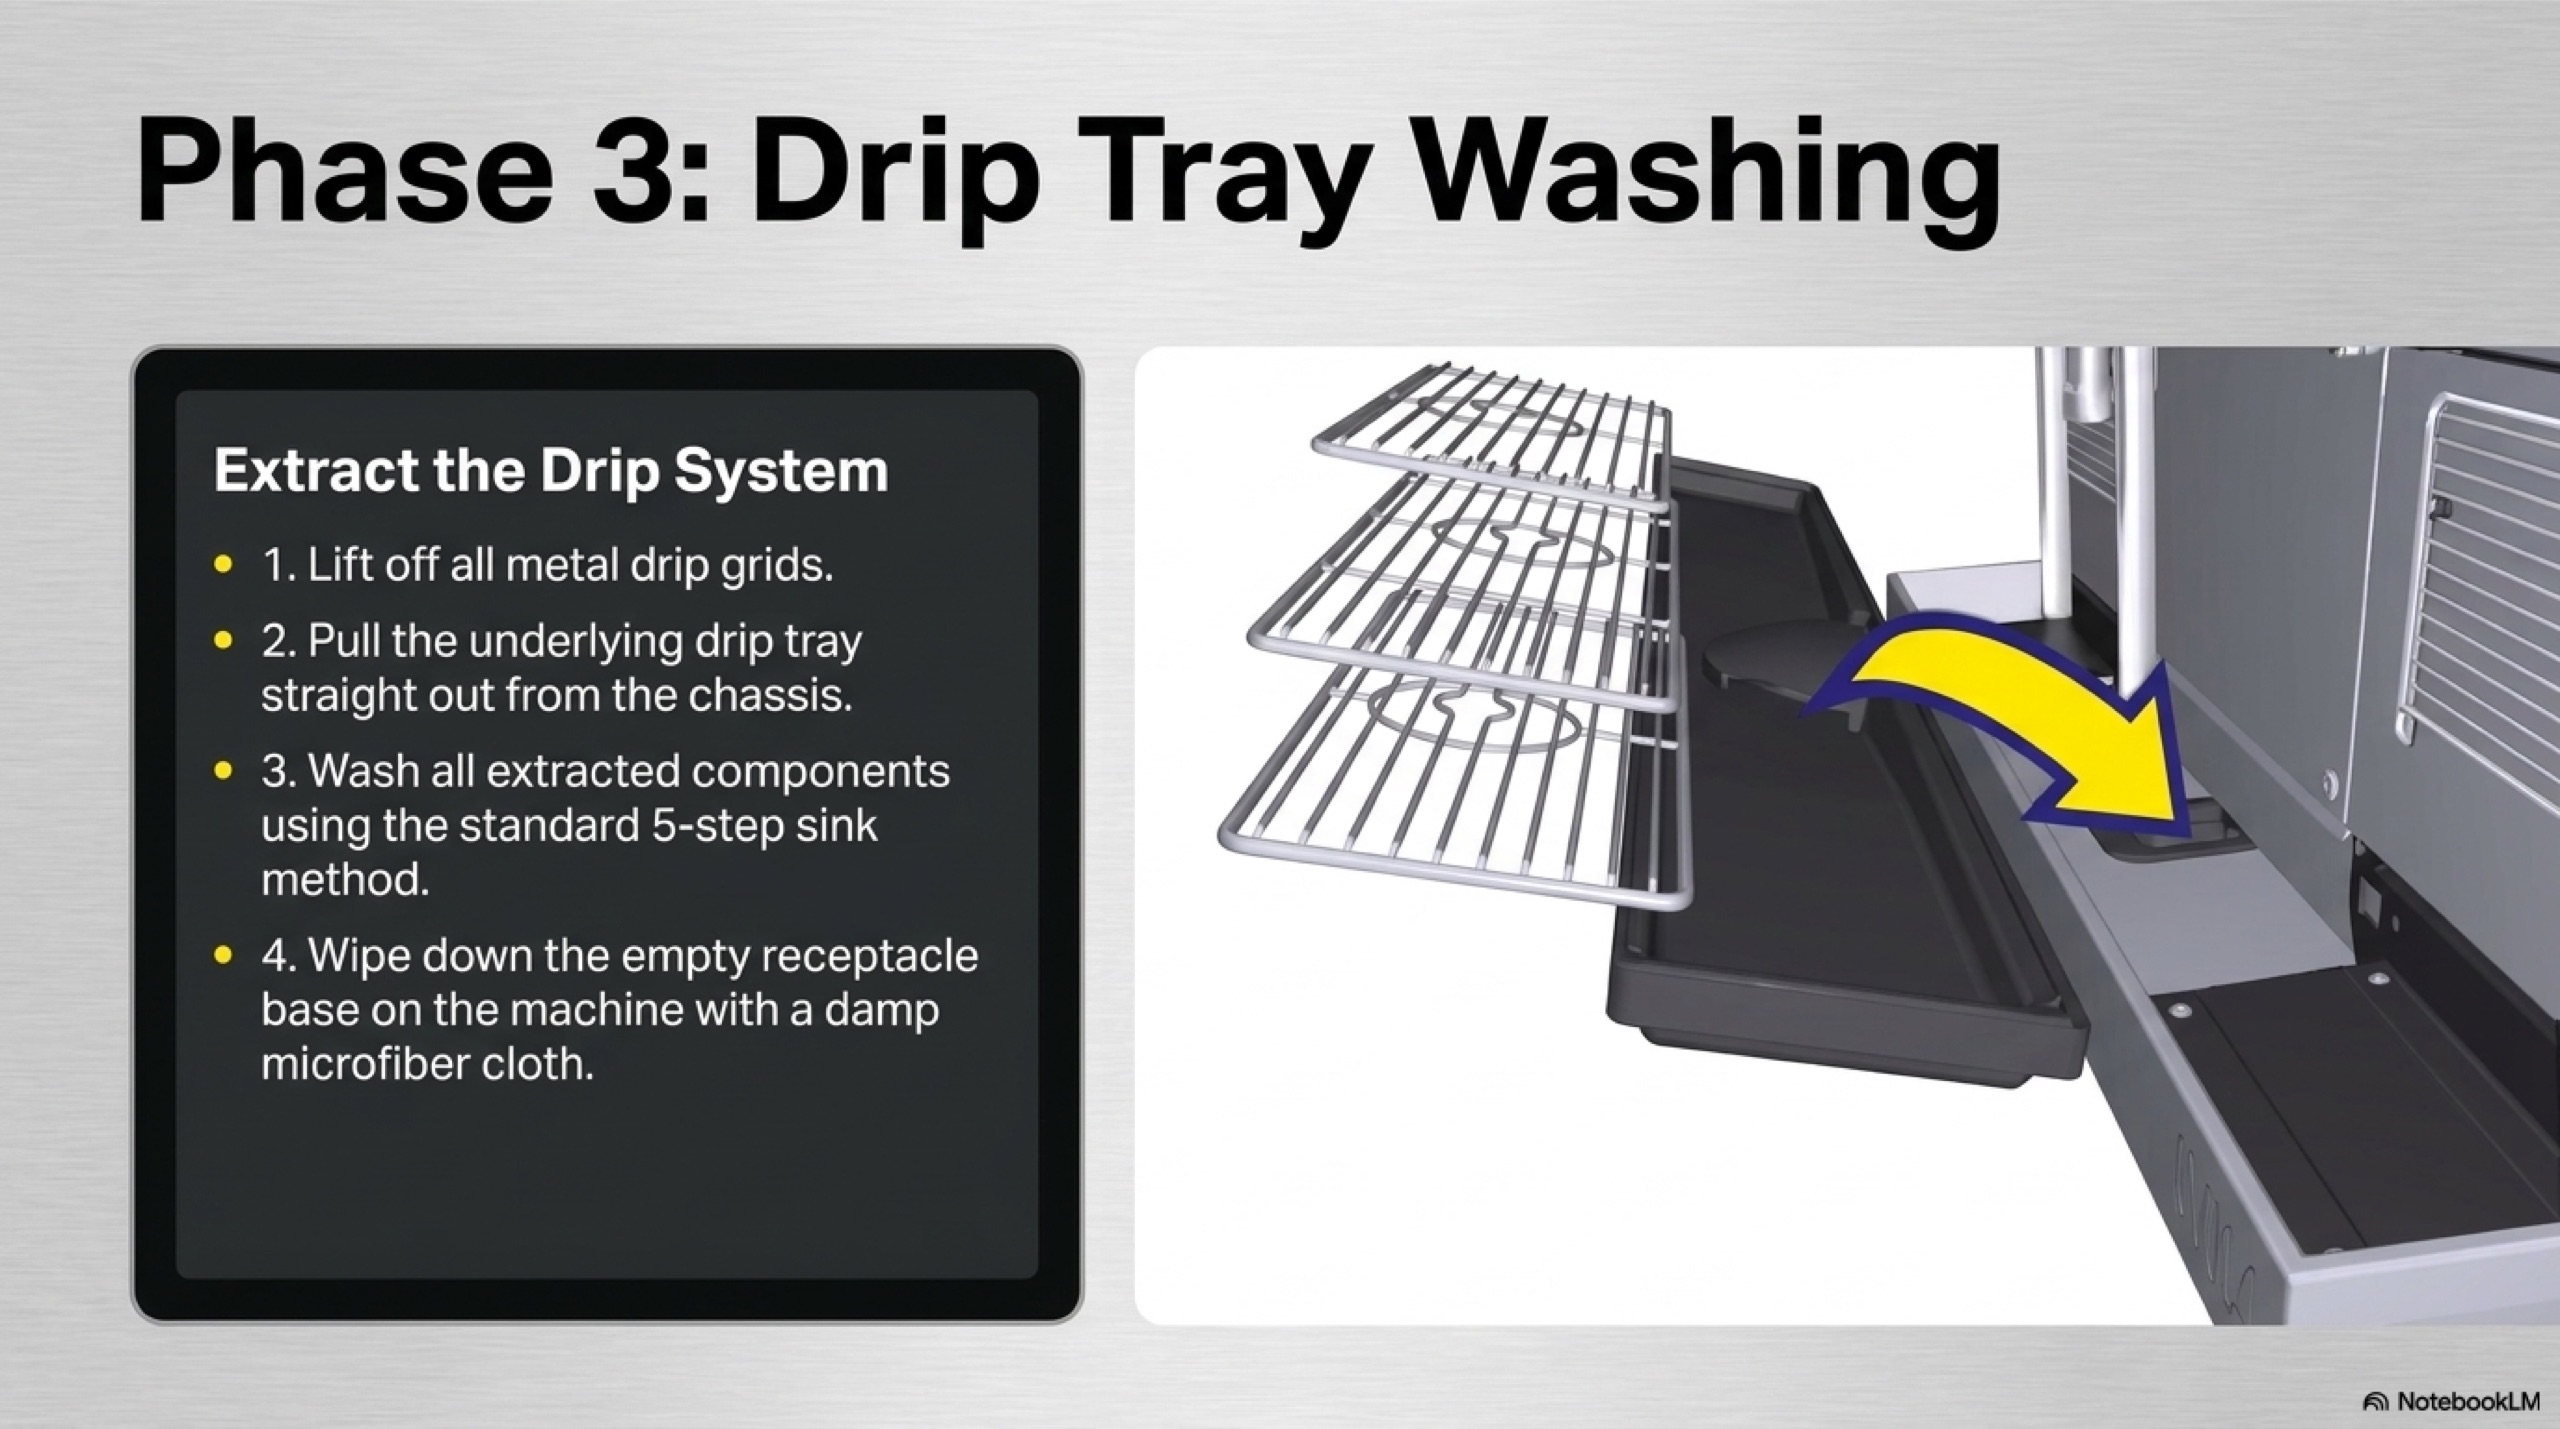 Phase 3: Drip Tray Washing
Extract the Drip System
• 1. Lift off all metal drip grids.
• 2. Pull the underlying drip tray
straight out from the chassis.
• 3. Wash all extracted components
using the standard 5-step sink
method.
• 4. Wipe down the empty receptacle
base on the machine with a damp
microfiber cloth.
NotebookLM